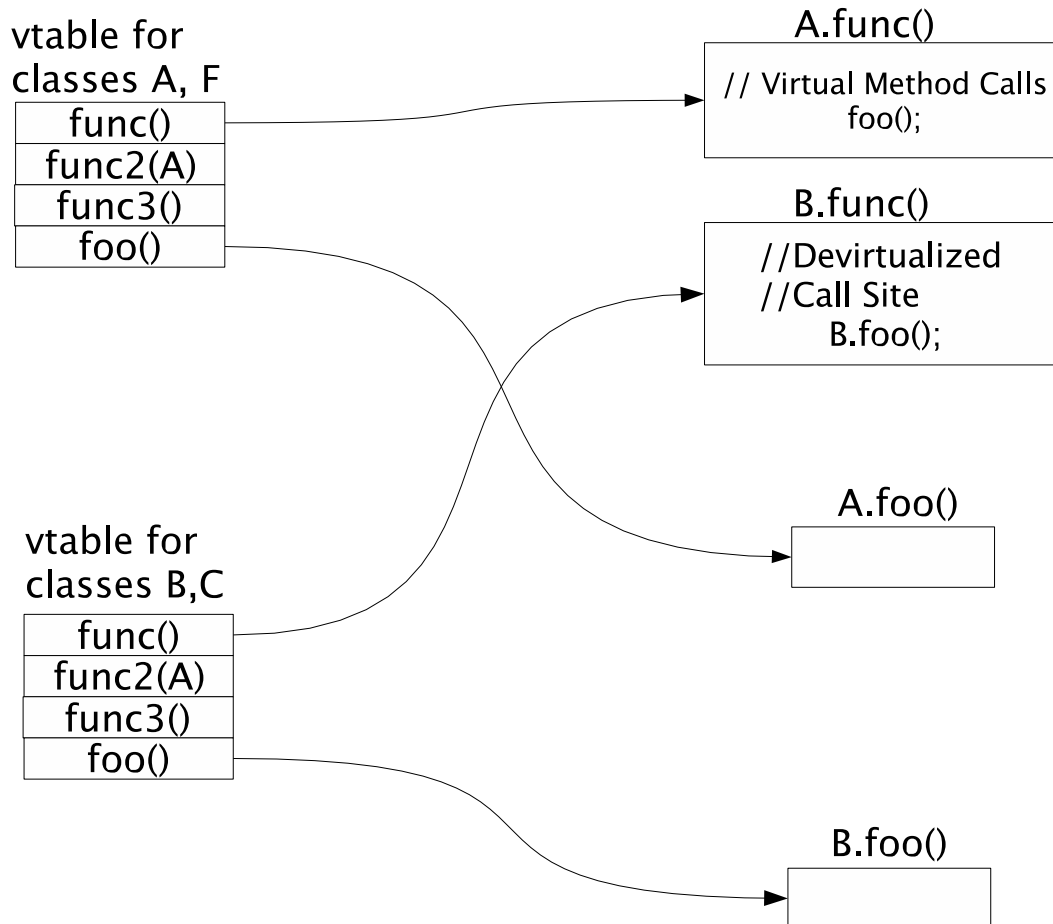 vtable for
classes A, F
func()
func2(A)
func3()
foo()
A.func()
// Virtual Method Calls
foo();
B.func()
//Devirtualized
//Call Site
B.foo();
A.foo()
vtable for
classes B,C
func()
func2(A)
func3()
foo()
B.foo()